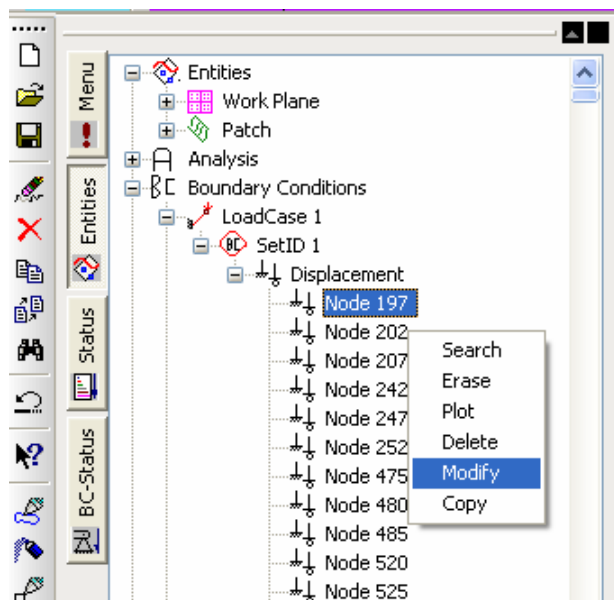 Menu
Entities
Status
BC-Status
Entities
Work Plane
Patch
Analysis
BC Boundary Conditions
LoadCase 1
BC SetID 1
Displacement
Node 197
Node 202
Node 207
Node 242
Node 247
Node 252
Node 475
Node 480
Node 485
Node 520
Node 525
Search
Erase
Plot
Delete
Modify
Copy